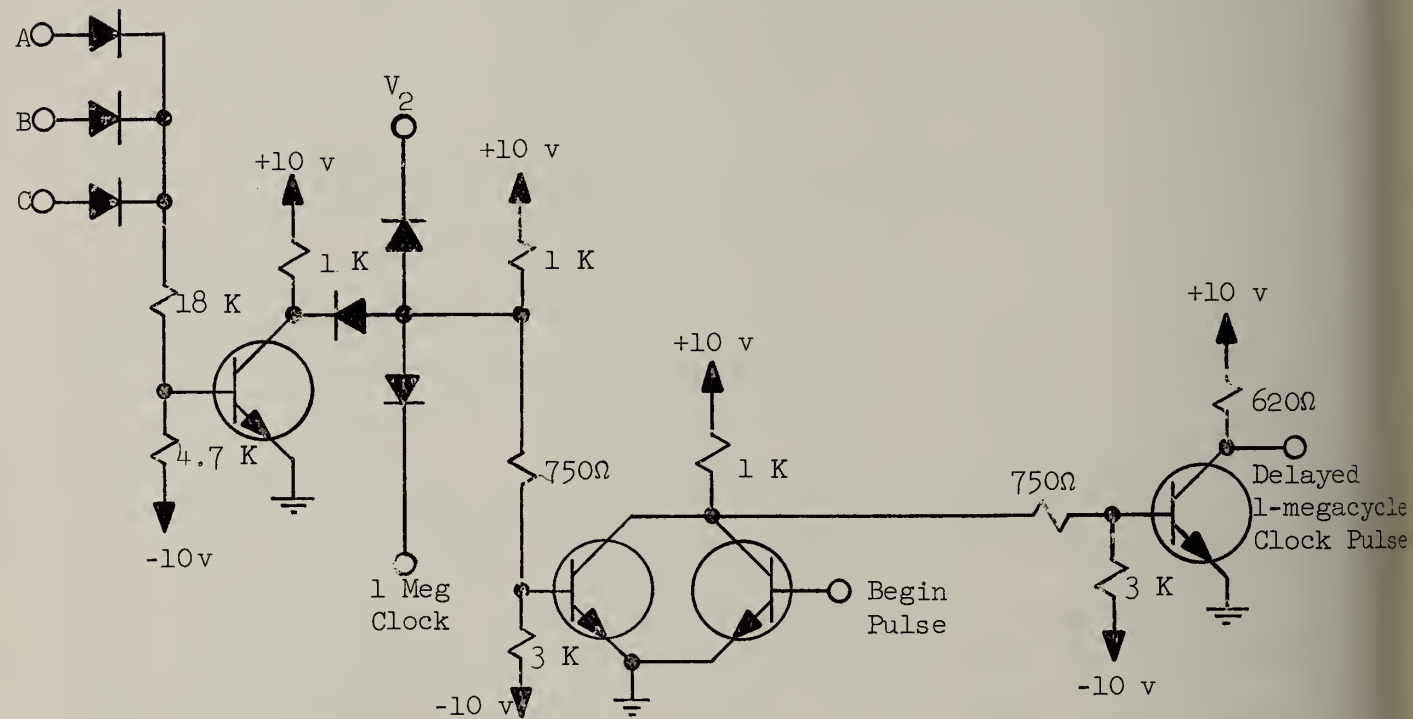 A
B
C
18 K
4.7 K
-10 v
+10 v
1 K
V2
1 Meg
Clock
+10 v
1 K
750Ω
3 K
-10 v
+10 v
1 K
Begin
Pulse
750Ω
3 K
-10 v
+10 v
620Ω
Delayed
1-megacycle
Clock Pulse